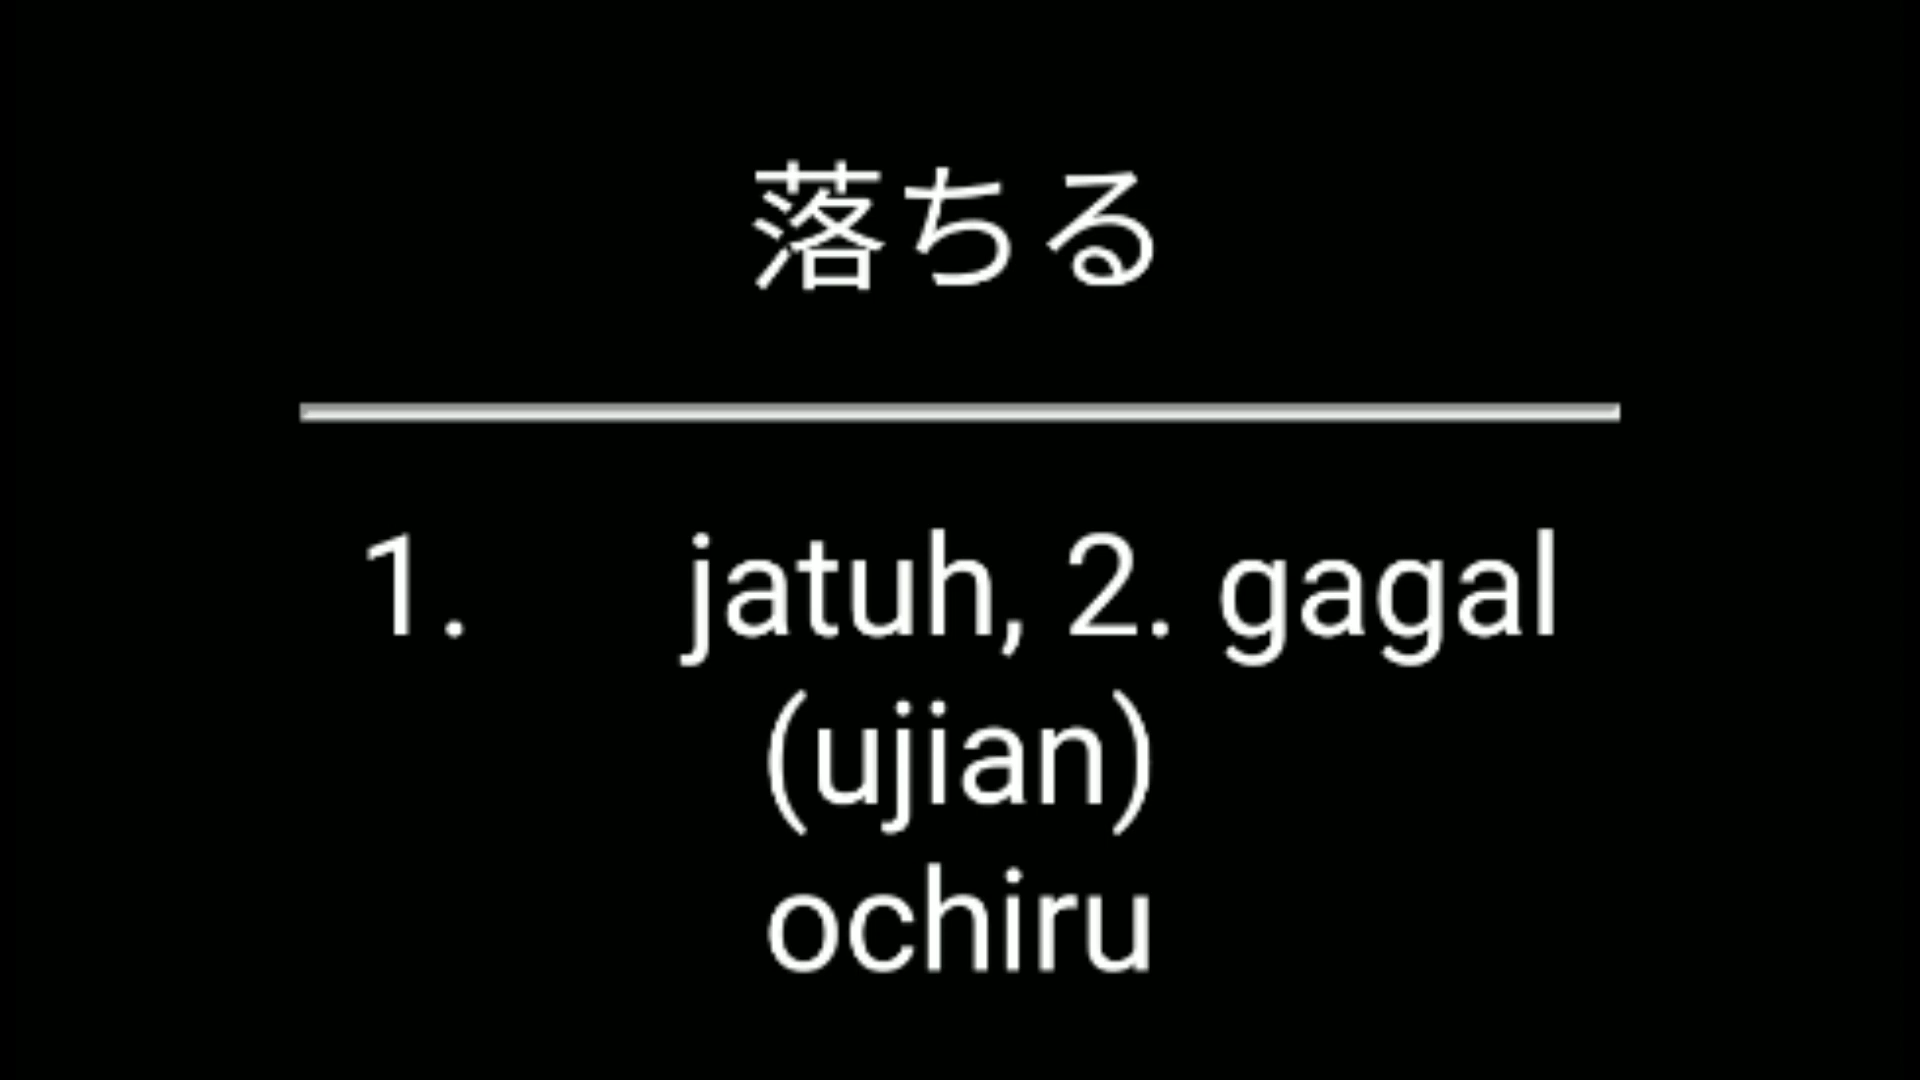 落ちる
1. jatuh, 2. gagal
(ujian)
ochiru